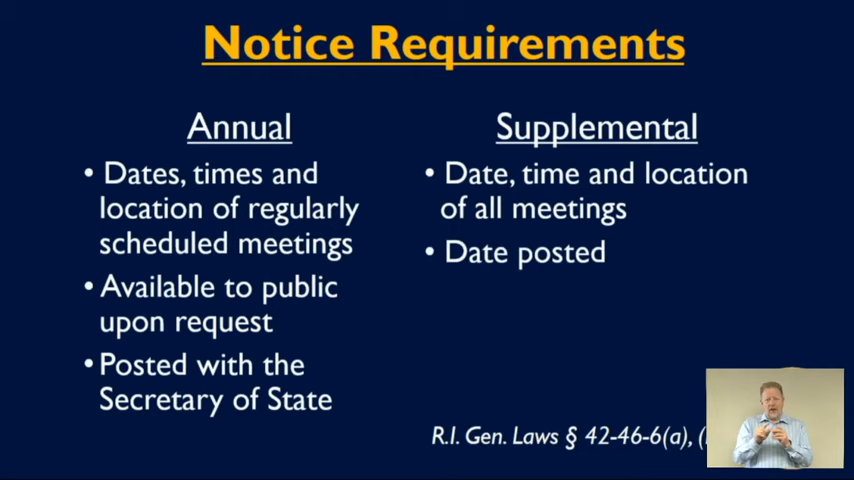 Notice Requirements
Annual
• Dates, times and
location of regularly
scheduled meetings
• Available to public
upon request
• Posted with the
Secretary of State
Supplemental
• Date, time and location
of all meetings
• Date posted
R.I. Gen. Laws § 42-46-6(a), (